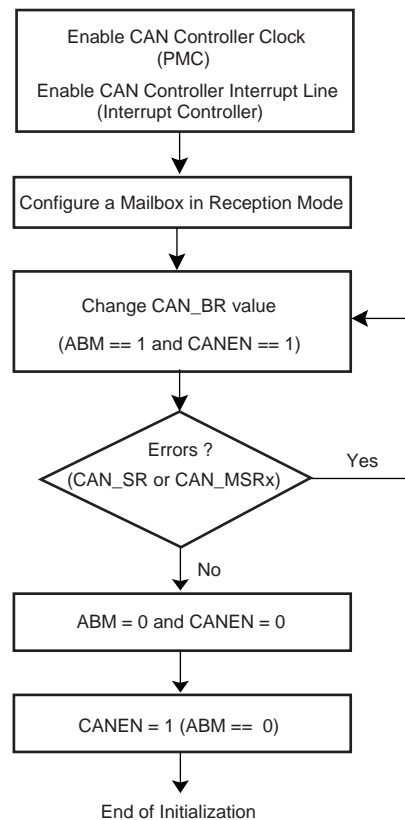 Enable CAN Controller Clock
(PMC)
Enable CAN Controller Interrupt Line
(Interrupt Controller)
Configure a Mailbox in Reception Mode
Change CAN_BR value
(ABM == 1 and CANEN == 1)
Errors ?
(CAN_SR or CAN_MSRx)
Yes
No
ABM = 0 and CANEN = 0
CANEN = 1 (ABM == 0)
End of Initialization